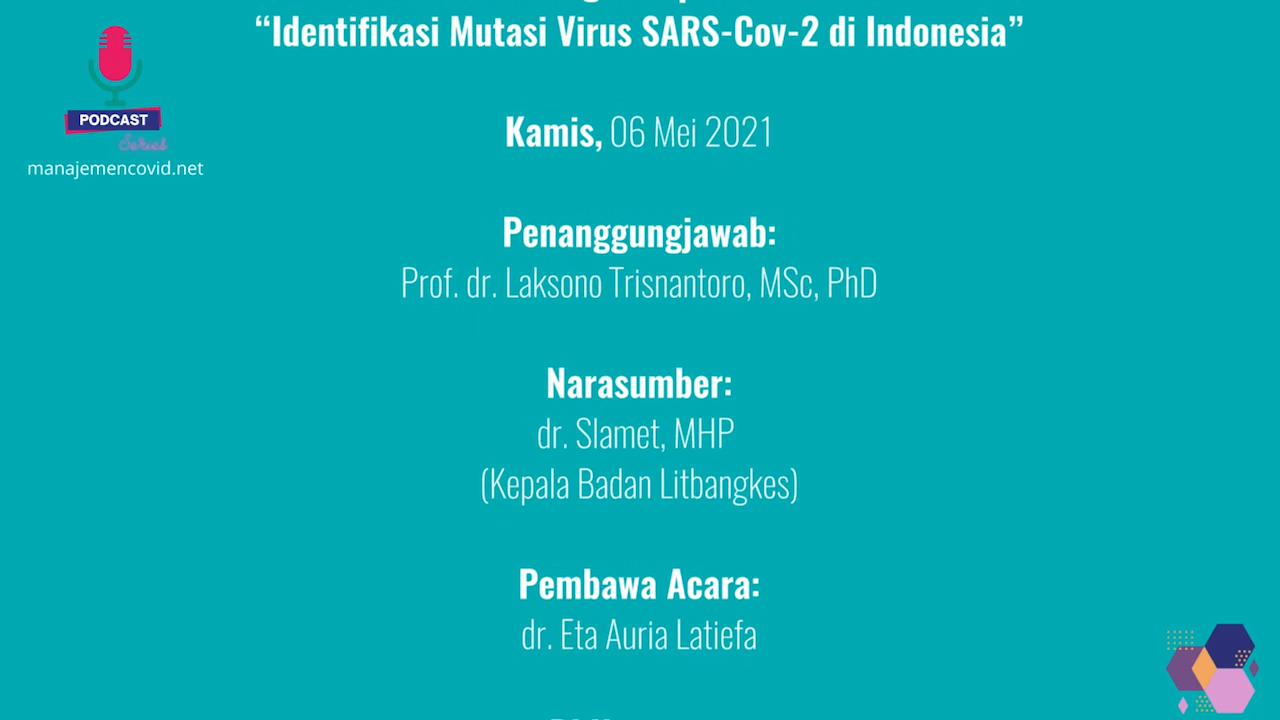 “Identifikasi Mutasi Virus SARS-Cov-2 di Indonesia”
PODCAST
Series
manajemencovid.net
Kamis, 06 Mei 2021
Penanggungjawab:
Prof. dr. Laksono Trisnantoro, MSc, PhD
Narasumber:
dr. Slamet, MHP
(Kepala Badan Litbangkes)
Pembawa Acara:
dr. Eta Auria Latiefa